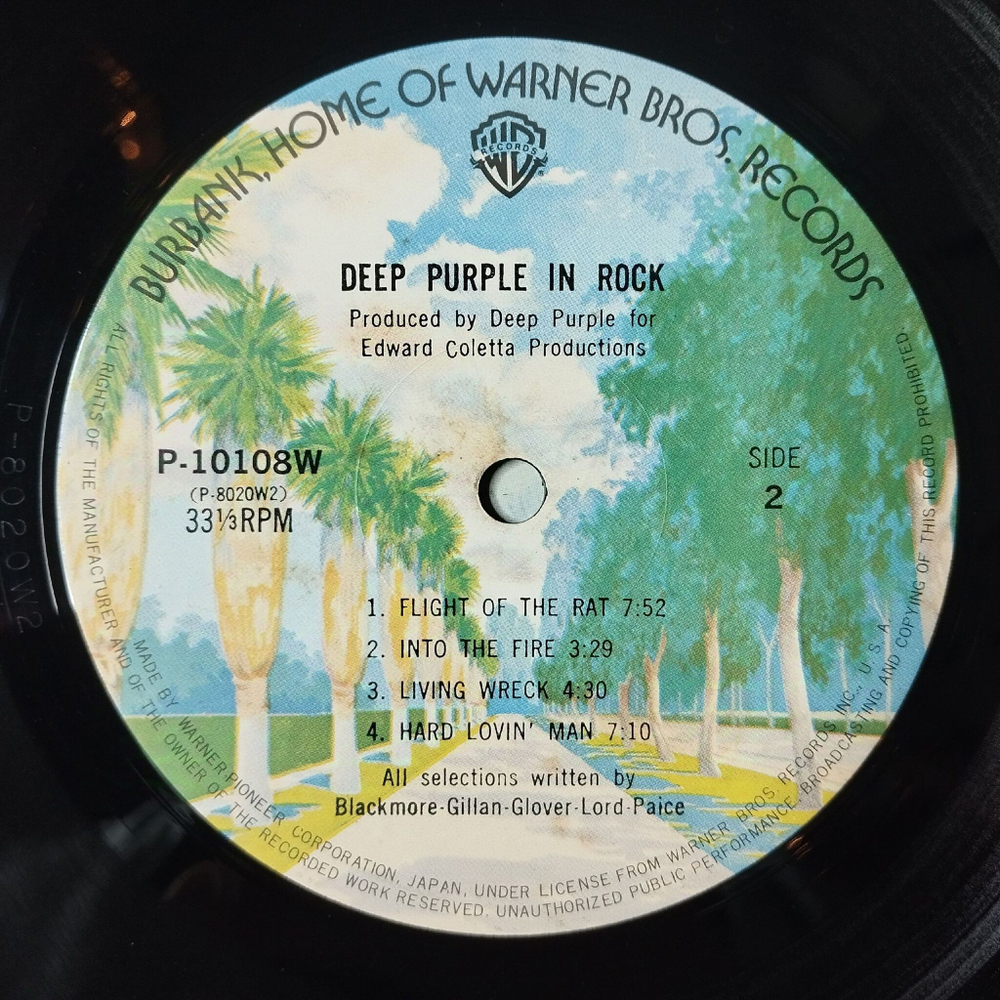 BURBANK, HOME OF WARNER BROS. RECORDS
RECORDS
DEEP PURPLE IN ROCK
Produced by Deep Purple for
Edward Coletta Productions
P-10108W
(P-8020W2)
33⅓RPM
SIDE
2
1. FLIGHT OF THE RAT 7:52
2. INTO THE FIRE 3:29
3. LIVING WRECK 4:30
4. HARD LOVIN' MAN 7:10
All selections written by
Blackmore-Gillan-Glover-Lord-Paice
MADE BY WARNER PIONEER CORPORATION, JAPAN, UNDER LICENSE FROM WARNER BROS. RECORDS INC., U.S.A.
ALL RIGHTS OF THE MANUFACTURER AND OF THE OWNER OF THE RECORDED WORK RESERVED. UNAUTHORIZED PUBLIC PERFORMANCE BROADCASTING AND COPYING OF THIS RECORD PROHIBITED
P-8020W2